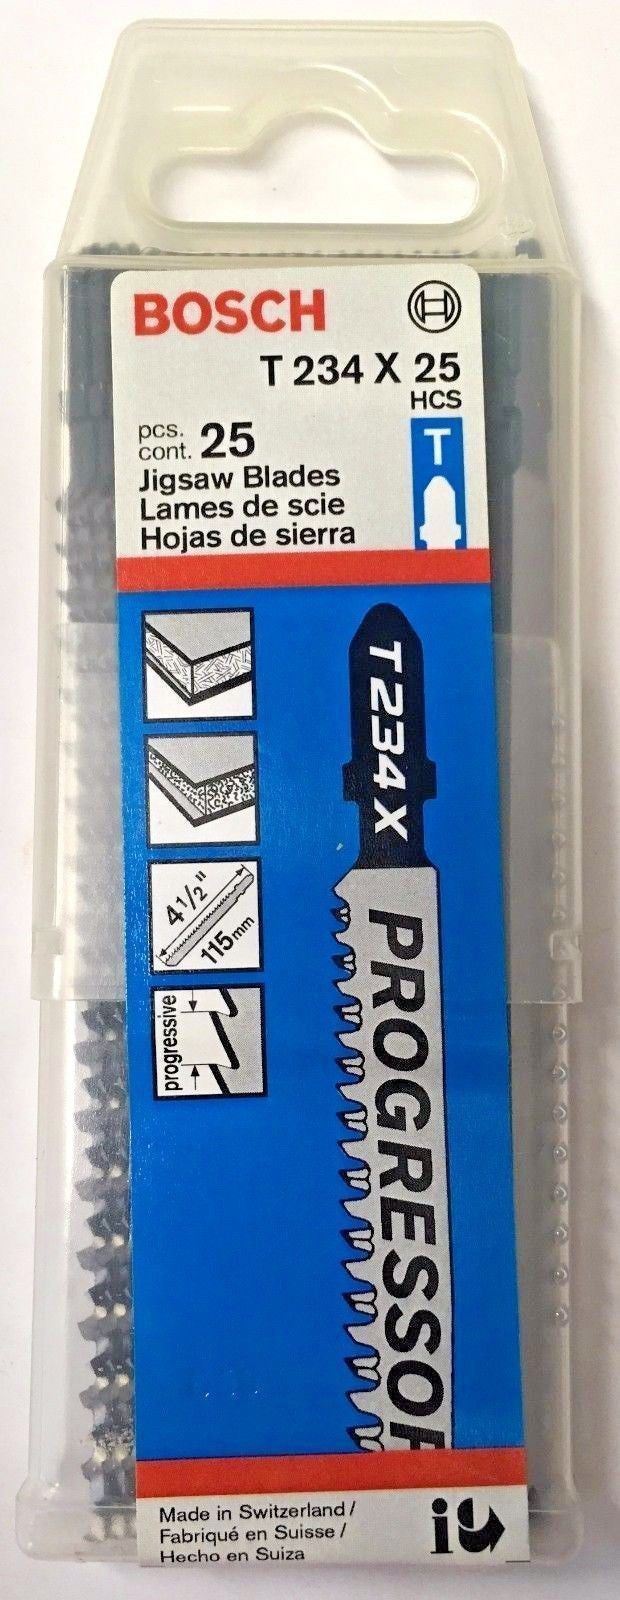 BOSCH
T 234 X 25
HCS
pcs.
cont. 25
T
Jigsaw Blades
Lames de scie
Hojas de sierra
T234X
PROGRESSOR
4 1/2"
115mm
progressive
Made in Switzerland /
Fabriqué en Suisse /
Hecho en Suiza